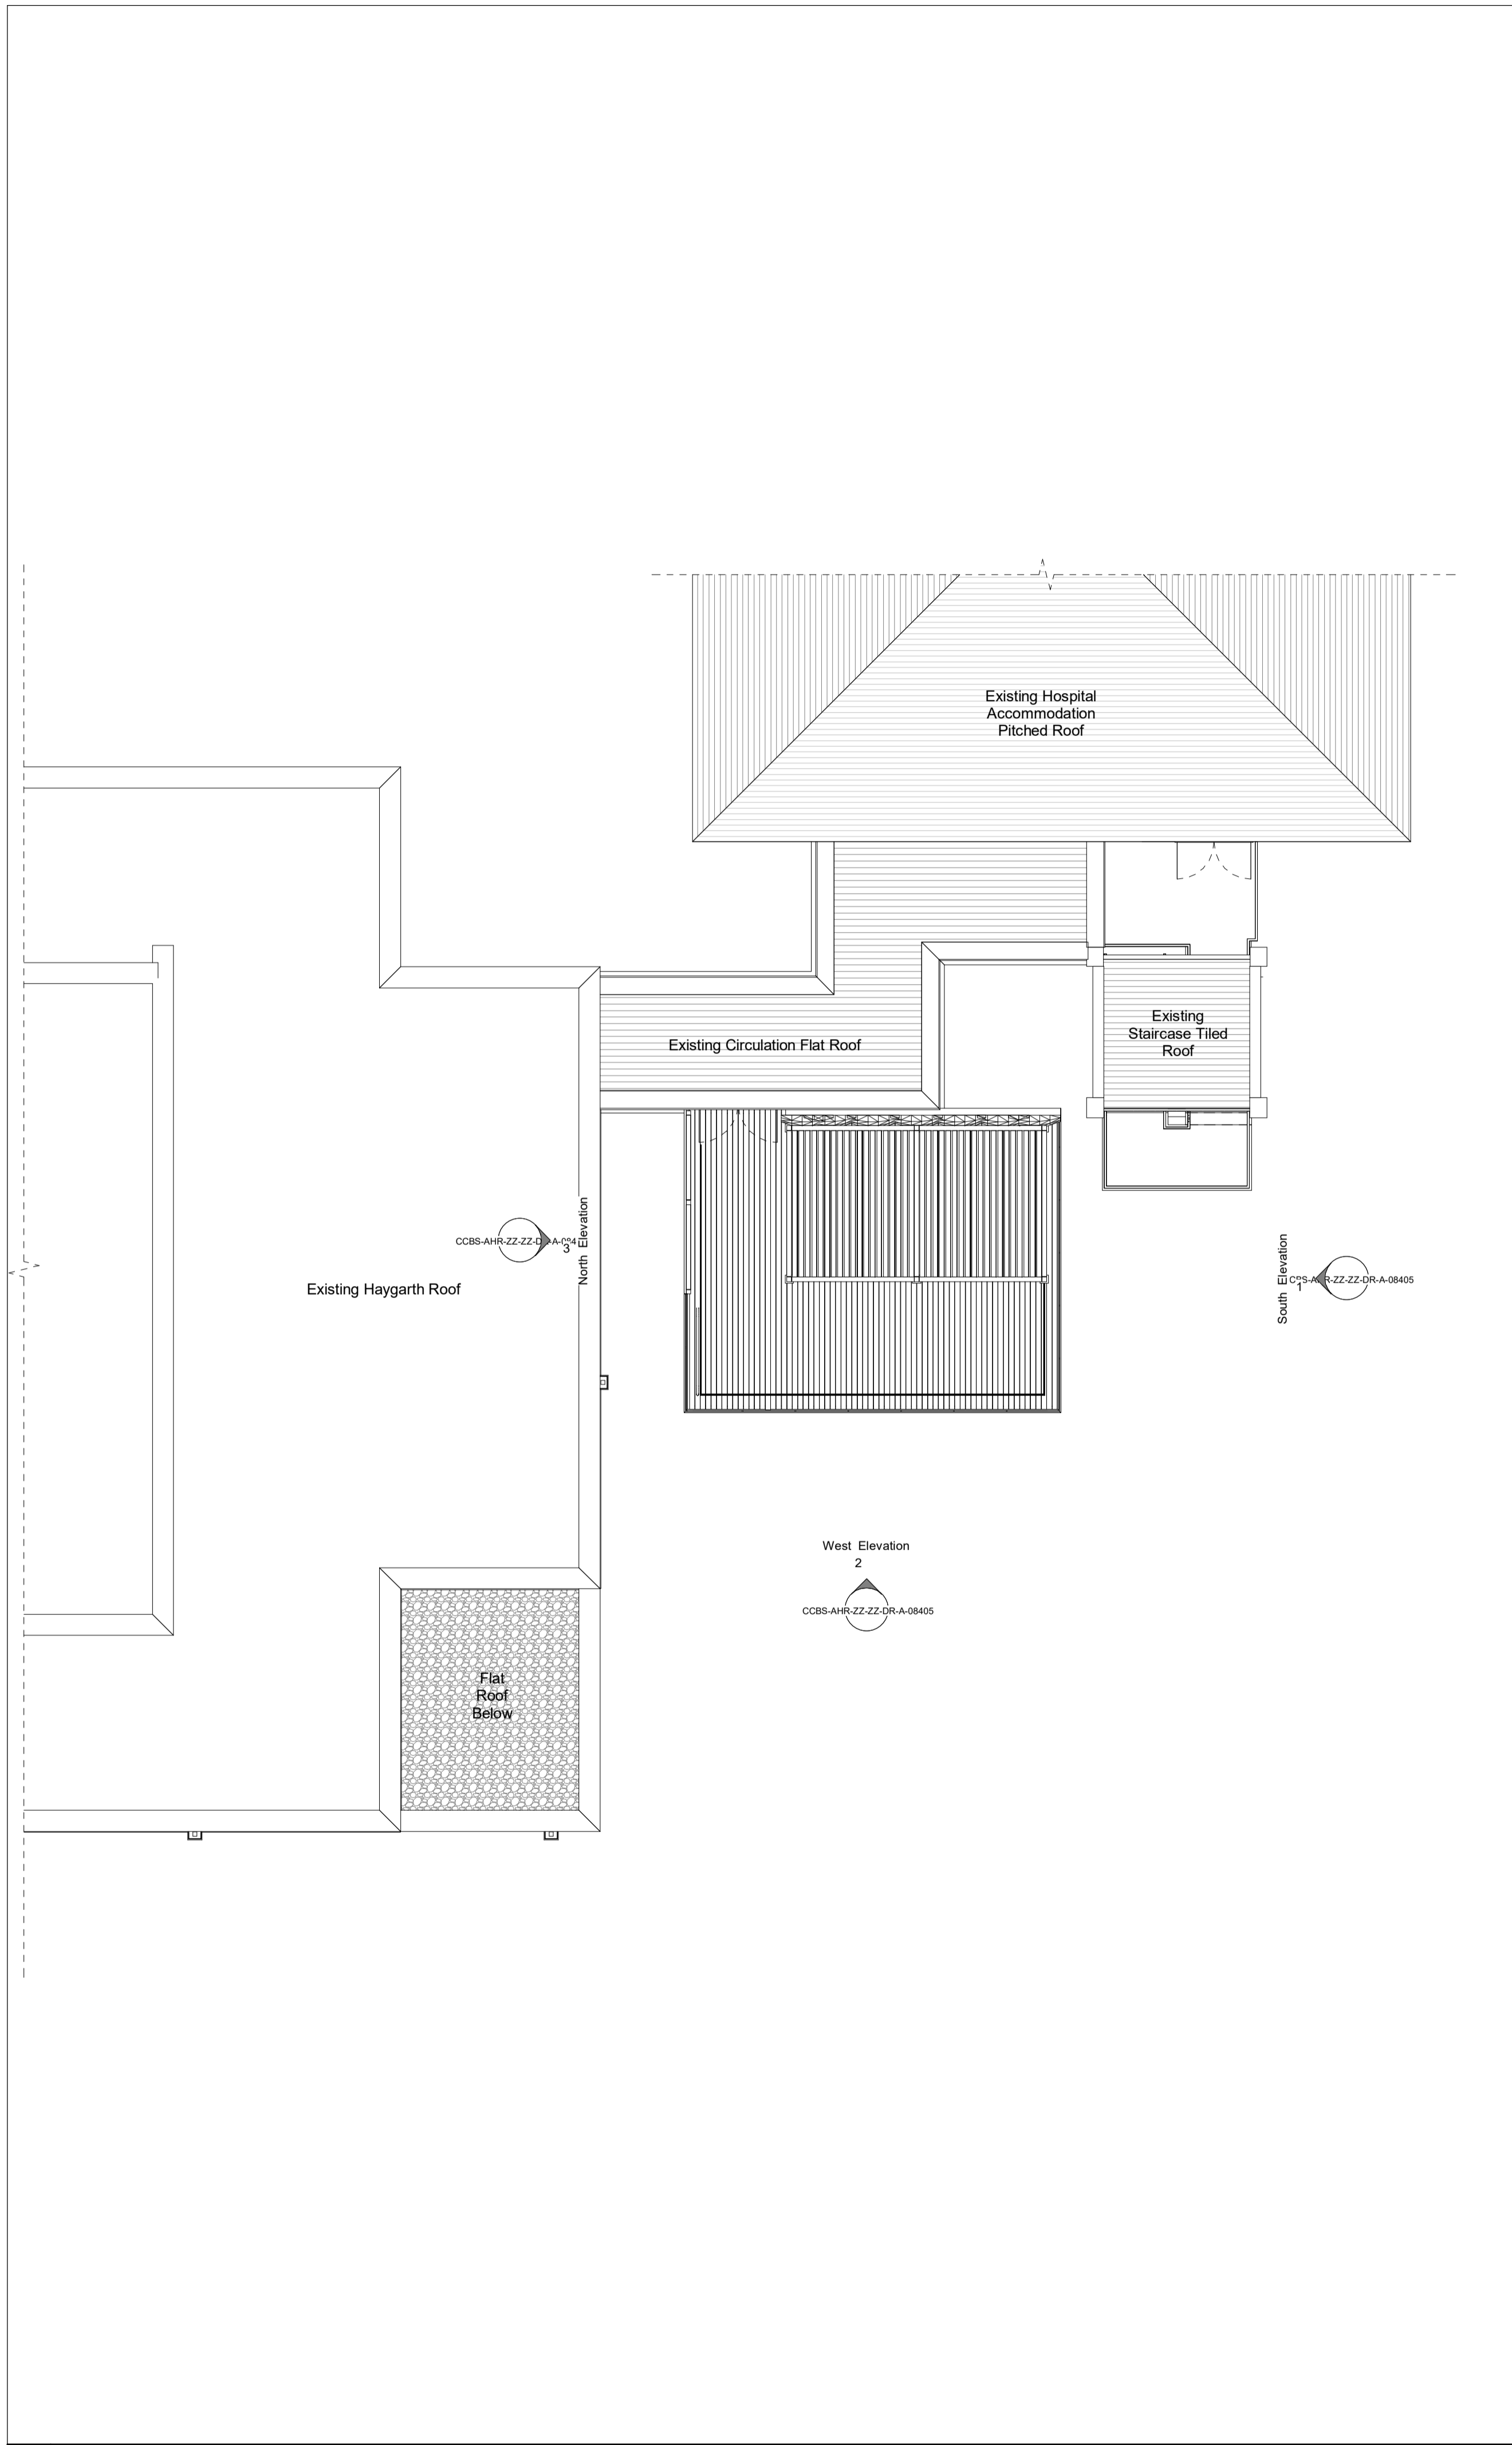 Existing Hospital
Accommodation
Pitched Roof
Existing
Staircase Tiled
Roof
Existing Circulation Flat Roof
North Elevation
3
Existing Haygarth Roof
South Elevation
1
West Elevation
2
CCBS-AHR-ZZ-ZZ-DR-A-08405
Flat
Roof
Below